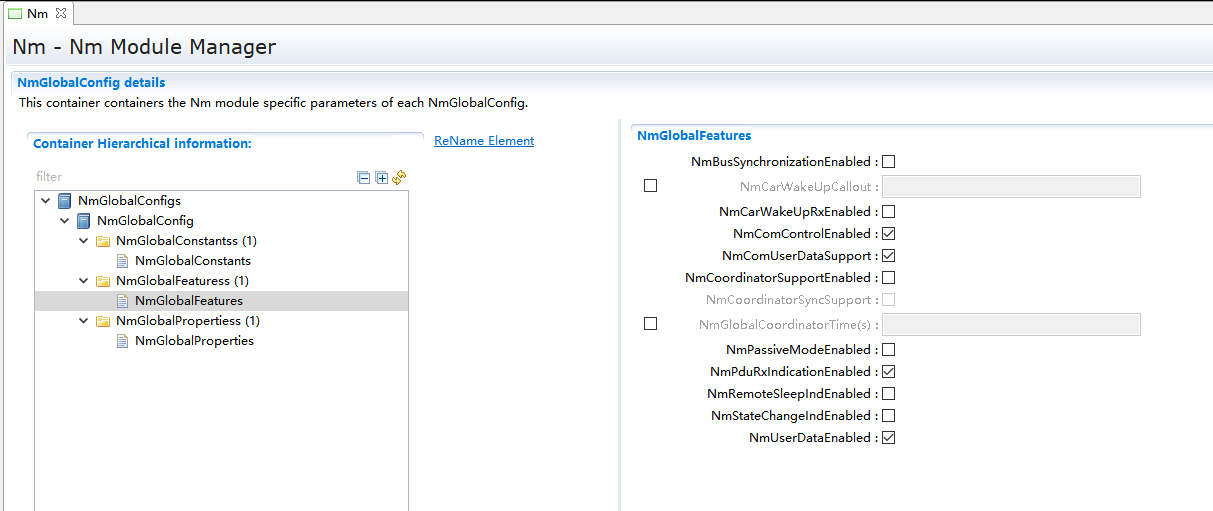 Nm
Nm - Nm Module Manager
NmGlobalConfig details
This container containers the Nm module specific parameters of each NmGlobalConfig.
Container Hierarchical information:
ReName Element
filter
NmGlobalConfigs
NmGlobalConfig
NmGlobalConstantss (1)
NmGlobalConstants
NmGlobalFeaturess (1)
NmGlobalFeatures
NmGlobalPropertiess (1)
NmGlobalProperties
NmGlobalFeatures
NmBusSynchronizationEnabled :
NmCarWakeUpCallout :
NmCarWakeUpRxEnabled :
NmComControlEnabled :
NmComUserDataSupport :
NmCoordinatorSupportEnabled :
NmCoordinatorSyncSupport :
NmGlobalCoordinatorTime(s) :
NmPassiveModeEnabled :
NmPduRxIndicationEnabled :
NmRemoteSleepIndEnabled :
NmStateChangeIndEnabled :
NmUserDataEnabled :